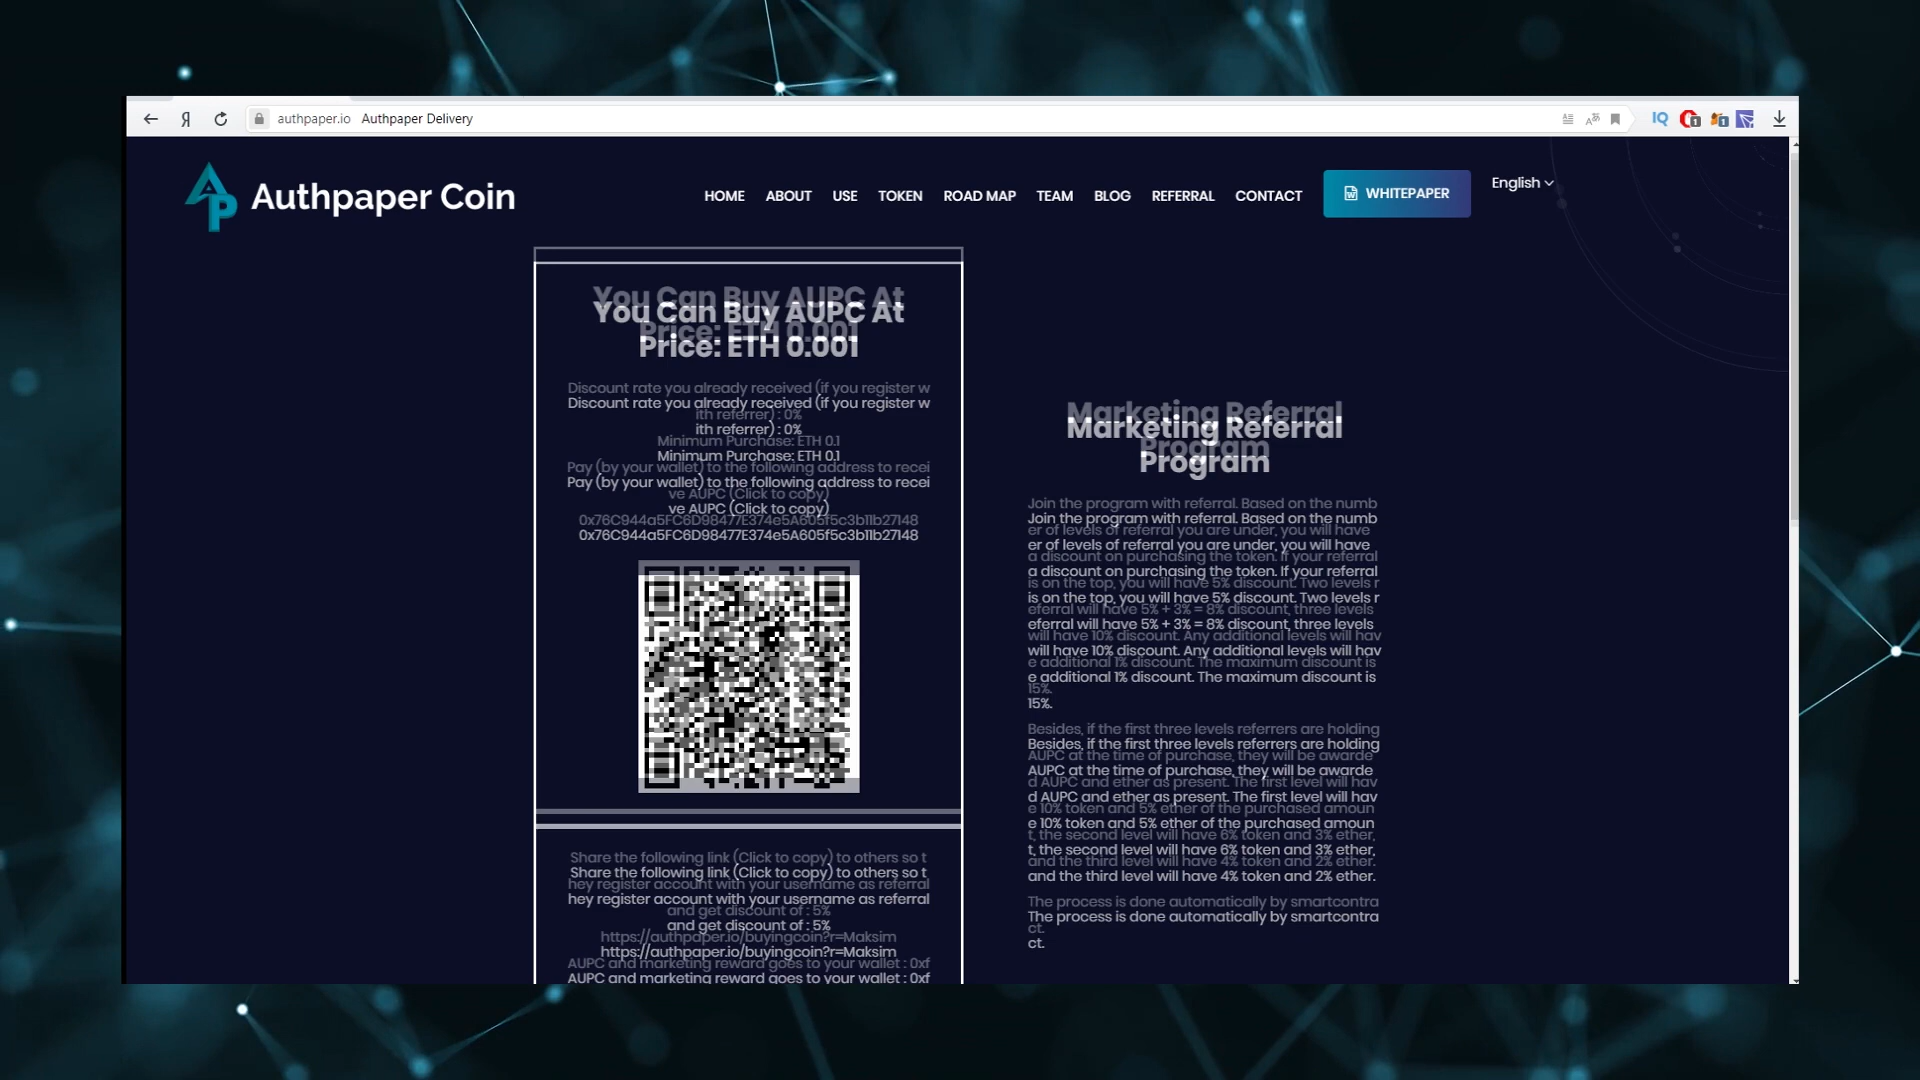 authpaper.io Authpaper Delivery
Authpaper Coin
HOME ABOUT USE TOKEN ROAD MAP TEAM BLOG REFERRAL CONTACT WHITEPAPER English
You Can Buy AUPC At
Price: ETH 0.001
Discount rate you already received (if you register w
ith referrer) : 0%
Minimum Purchase: ETH 0.1
Pay (by your wallet) to the following address to recei
ve AUPC (Click to copy)
0x76C944a5FC6D98477E374e5A605f5c3b11b27148
Share the following link (Click to copy) to others so t
hey register account with your username as referral
and get discount of : 5%
https://authpaper.io/buyingcoin?r=Maksim
AUPC and marketing reward goes to your wallet : 0xf
Marketing Referral
Program
Join the program with referral. Based on the numb
er of levels of referral you are under, you will have
a discount on purchasing the token. If your referral
is on the top, you will have 5% discount. Two levels r
eferral will have 5% + 3% = 8% discount, three levels
will have 10% discount. Any additional levels will hav
e additional 1% discount. The maximum discount is
15%.
Besides, if the first three levels referrers are holding
AUPC at the time of purchase, they will be awarde
d AUPC and ether as present. The first level will hav
e 10% token and 5% ether of the purchased amoun
t, the second level will have 6% token and 3% ether,
and the third level will have 4% token and 2% ether.
The process is done automatically by smartcontra
ct.